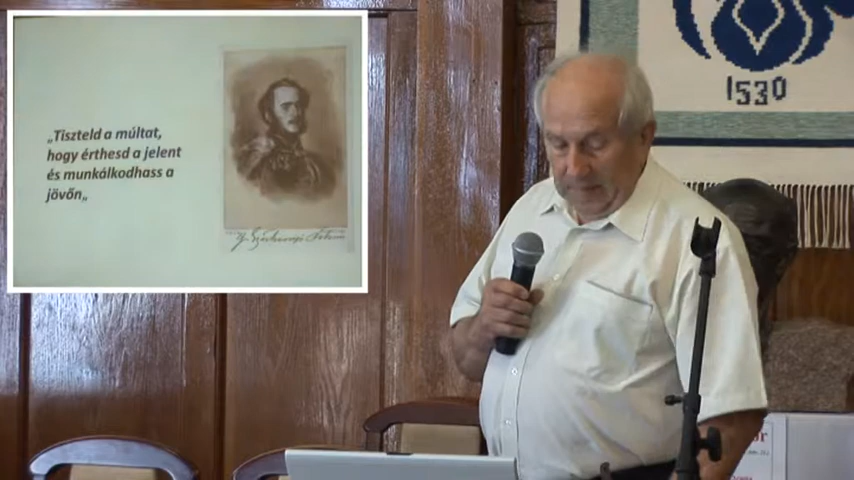 „Tiszteld a múltat,
hogy érthesd a jelent
és munkálkodhass a
jövőn„
1530